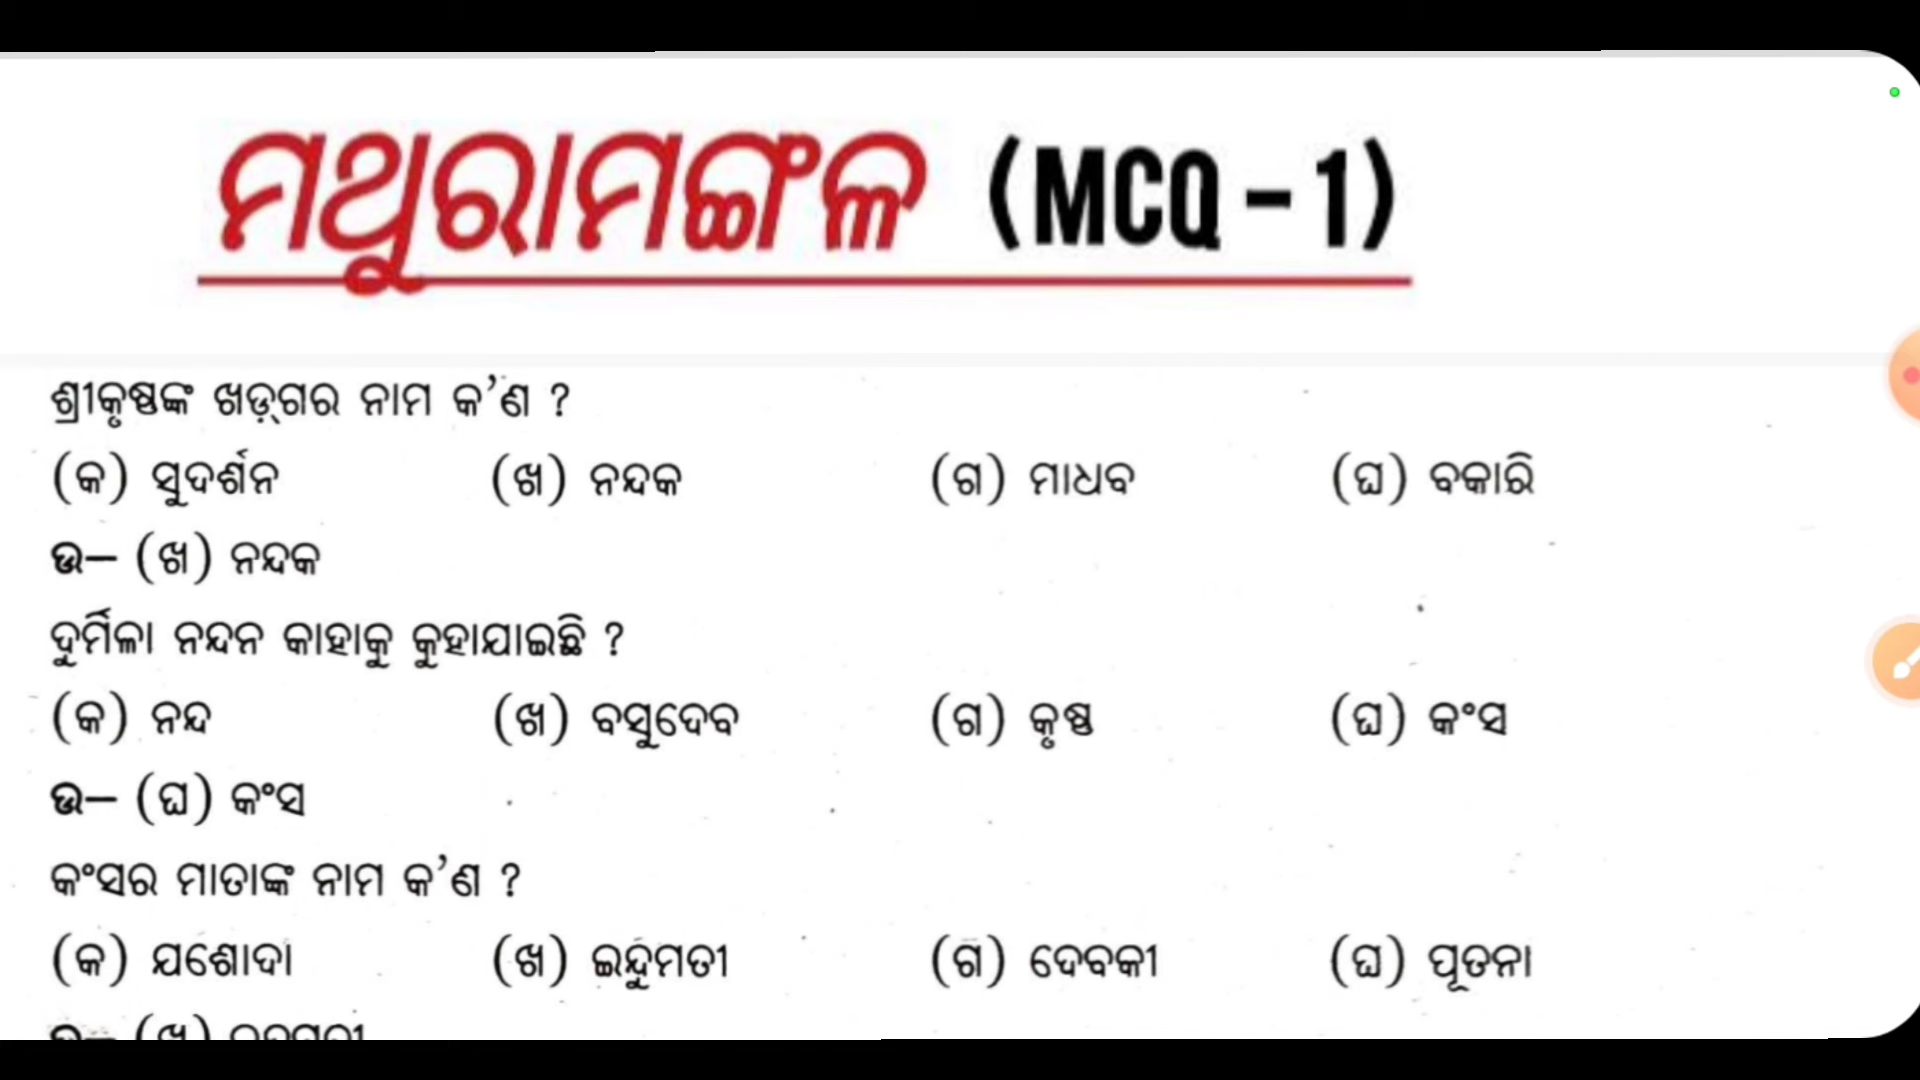 ମଥୁରାମଙ୍ଗଳ (MCQ – 1)
ଶ୍ରୀକୃଷ୍ଣଙ୍କ ଖଡ଼୍‌ଗର ନାମ କ’ଣ ?
(କ) ସୁଦର୍ଶନ (ଖ) ନନ୍ଦକ (ଗ) ମାଧବ (ଘ) ବକାରି
ଉ– (ଖ) ନନ୍ଦକ
ଦୁର୍ମିଳା ନନ୍ଦନ କାହାକୁ କୁହାଯାଇଛି ?
(କ) ନନ୍ଦ (ଖ) ବସୁଦେବ (ଗ) କୃଷ୍ଣ (ଘ) କଂସ
ଉ– (ଘ) କଂସ
କଂସର ମାତାଙ୍କ ନାମ କ’ଣ ?
(କ) ଯଶୋଦା (ଖ) ଇନ୍ଦୁମତୀ (ଗ) ଦେବକୀ (ଘ) ପୂତନା
ଉ– (ଖ)